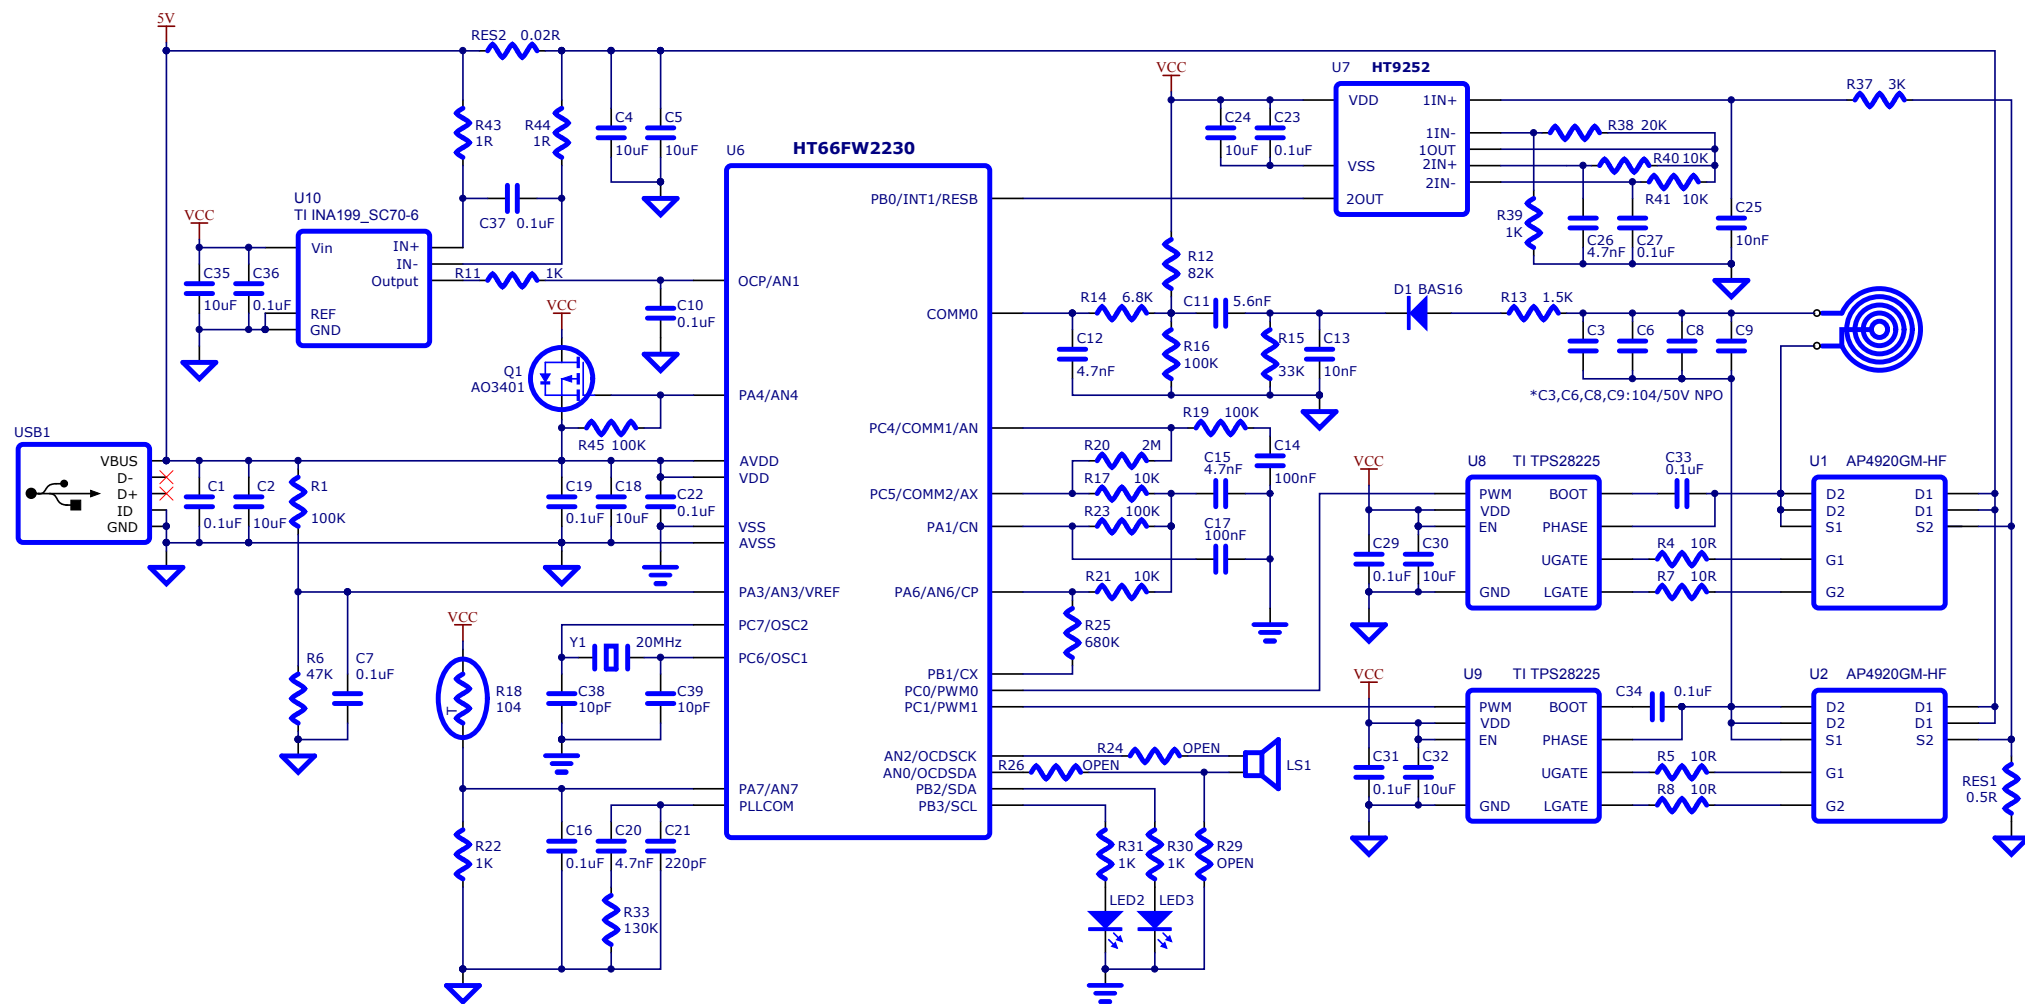 5V
RES2 0.02R
R43
1R
R44
1R
C4
10uF
C5
10uF
C37 0.1uF
U10
TI INA199_SC70-6
VCC
Vin
IN+
IN-
Output
REF
GND
C35
10uF
C36
0.1uF
R11 1K
C10
0.1uF
VCC
Q1
AO3401
R45 100K
USB1
VBUS
D-
D+
ID
GND
C1
0.1uF
C2
10uF
R1
100K
C19
0.1uF
C18
10uF
C22
0.1uF
R6
47K
C7
0.1uF
VCC
R18
104
T
Y1 20MHz
C38
10pF
C39
10pF
R22
1K
C16
0.1uF
C20
4.7nF
C21
220pF
R33
130K
U6
HT66FW2230
OCP/AN1
PA4/AN4
AVDD
VDD
VSS
AVSS
PA3/AN3/VREF
PC7/OSC2
PC6/OSC1
PA7/AN7
PLLCOM
PB0/INT1/RESB
COMM0
PC4/COMM1/AN
PC5/COMM2/AX
PA1/CN
PA6/AN6/CP
PB1/CX
PC0/PWM0
PC1/PWM1
AN2/OCDSCK
AN0/OCDSDA
PB2/SDA
PB3/SCL
VCC
U7 HT9252
VDD
VSS
1IN+
1IN-
1OUT
2IN+
2IN-
2OUT
C24
10uF
C23
0.1uF
R37 3K
R38 20K
R40 10K
R41 10K
R39
1K
C26
4.7nF
C27
0.1uF
C25
10nF
R12
82K
R14 6.8K
C11 5.6nF
C12
4.7nF
R16
100K
R15
33K
C13
10nF
D1 BAS16
R13 1.5K
C3
C6
C8
C9
*C3,C6,C8,C9:104/50V NPO
R19 100K
R20 2M
R17 10K
R23 100K
R21 10K
R25
680K
C14
100nF
C15
4.7nF
C17
100nF
VCC
U8 TI TPS28225
PWM
VDD
EN
GND
BOOT
PHASE
UGATE
LGATE
C29
0.1uF
C30
10uF
C33
0.1uF
R4 10R
R7 10R
U1 AP4920GM-HF
D2
D2
S1
G1
G2
D1
D1
S2
VCC
U9 TI TPS28225
PWM
VDD
EN
GND
BOOT
PHASE
UGATE
LGATE
C31
0.1uF
C32
10uF
C34 0.1uF
R5 10R
R8 10R
U2 AP4920GM-HF
D2
D2
S1
G1
G2
D1
D1
S2
RES1
0.5R
R24 OPEN
R26 OPEN
LS1
R31
1K
R30
1K
R29
OPEN
LED2
LED3